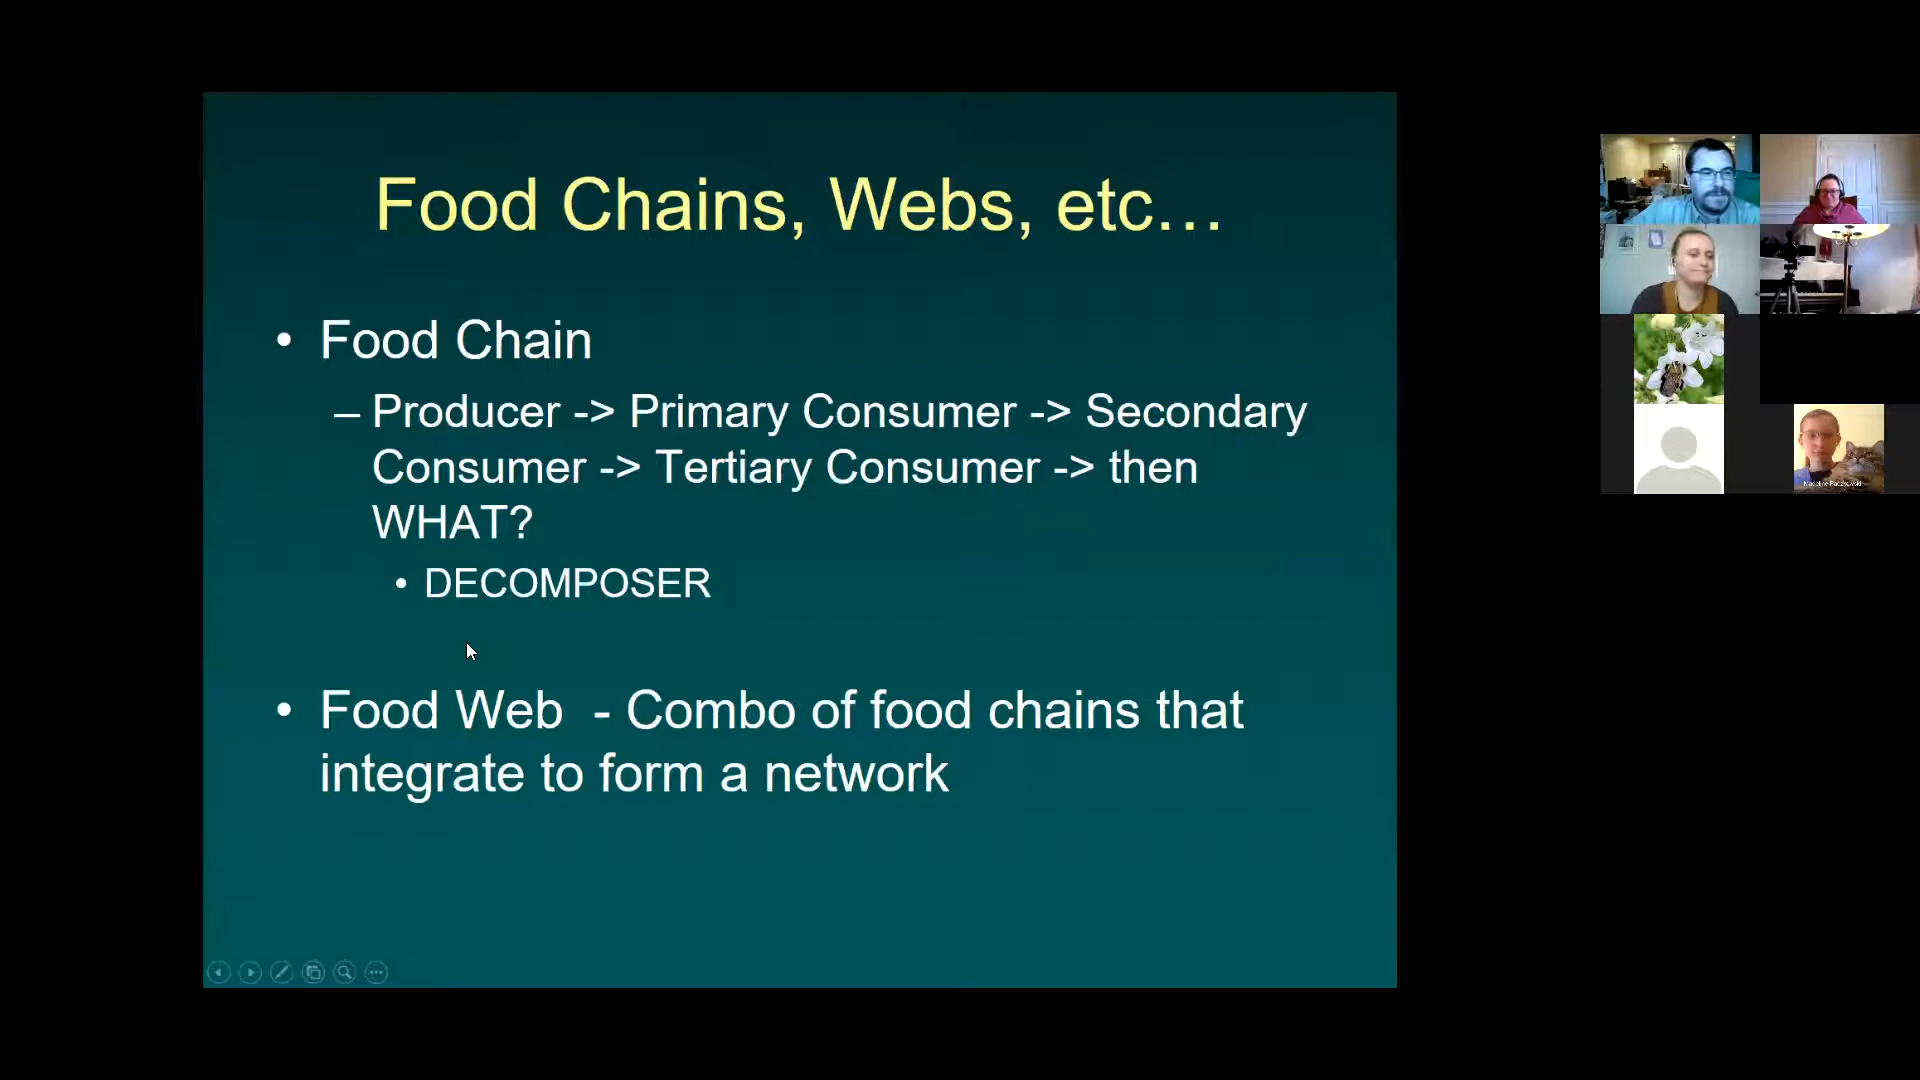 Food Chains, Webs, etc…
• Food Chain
– Producer -> Primary Consumer -> Secondary
Consumer -> Tertiary Consumer -> then
WHAT?
• DECOMPOSER
• Food Web - Combo of food chains that
integrate to form a network